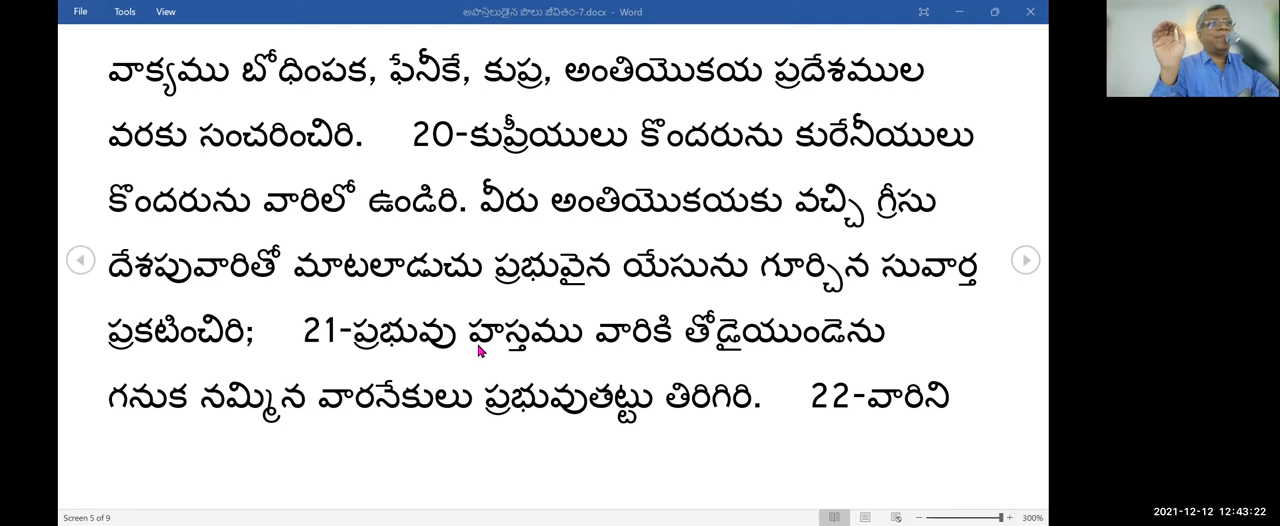 File Tools View అపొస్తలుడైన పౌలు జీవితం-7.docx - Word
వాక్యము బోధింపక, ఫేనీకే, కుప్ర, అంతియొకయ ప్రదేశముల
వరకు సంచరించిరి. 20-కుప్రీయులు కొందరును కురేనీయులు
కొందరును వారిలో ఉండిరి. వీరు అంతియొకయకు వచ్చి గ్రీసు
దేశపువారితో మాటలాడుచు ప్రభువైన యేసును గూర్చిన సువార్త
ప్రకటించిరి; 21-ప్రభువు హస్తము వారికి తోడైయుండెను
గనుక నమ్మిన వారనేకులు ప్రభువుతట్టు తిరిగిరి. 22-వారిని
Screen 5 of 9 300%
2021-12-12 12:43:22